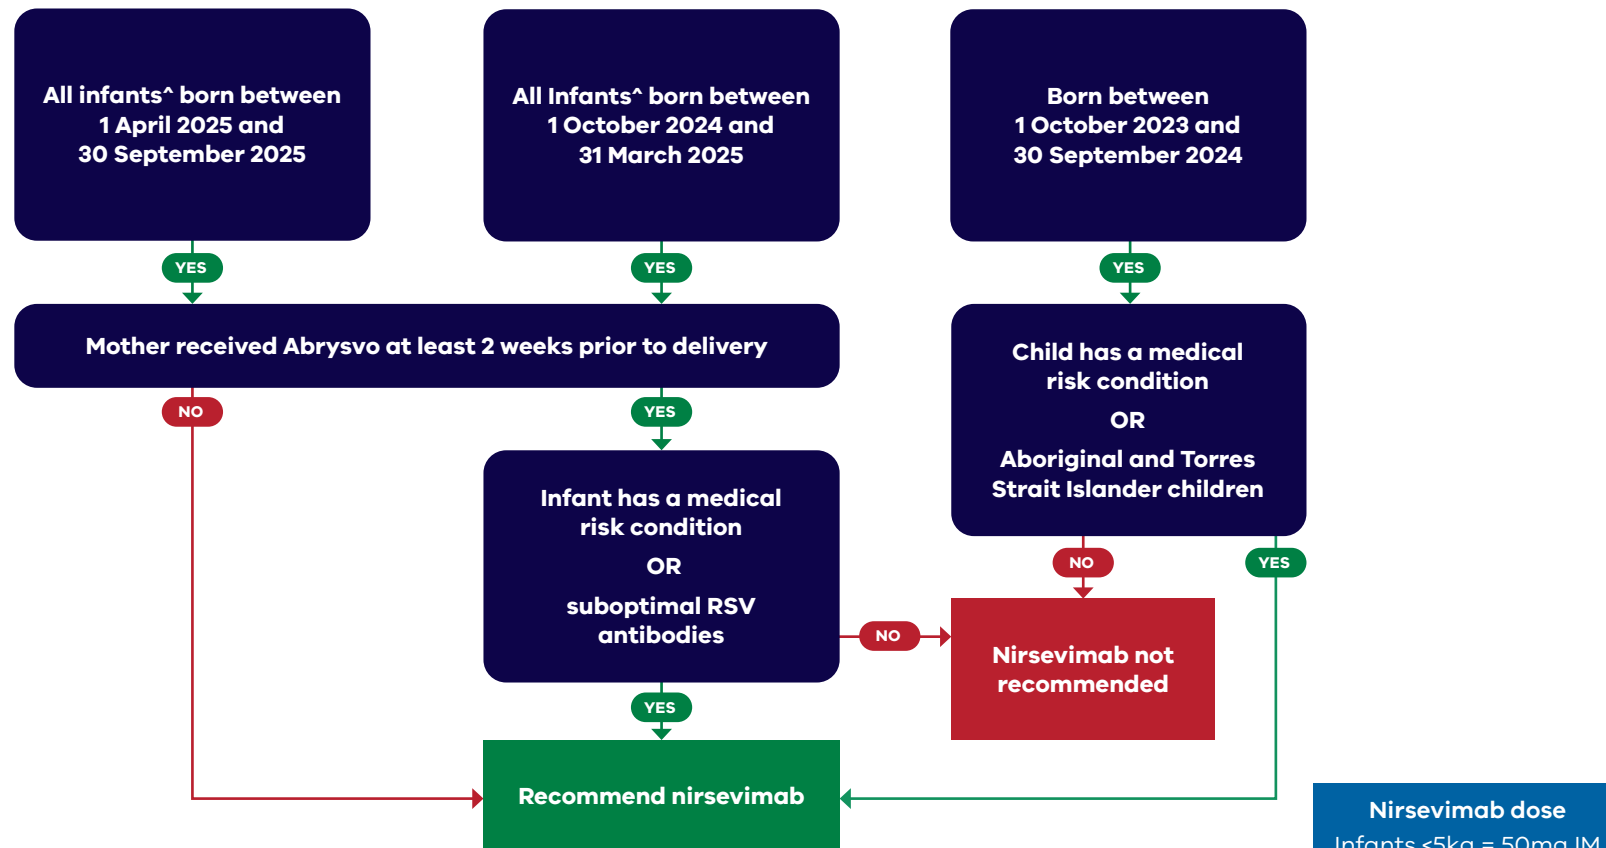 All infants^ born between
1 April 2025 and
30 September 2025
All Infants^ born between
1 October 2024 and
31 March 2025
Born between
1 October 2023 and
30 September 2024
YES
YES
YES
Mother received Abrysvo at least 2 weeks prior to delivery
Child has a medical
risk condition
OR
Aboriginal and Torres
Strait Islander children
NO
YES
Infant has a medical
risk condition
OR
suboptimal RSV
antibodies
NO
YES
NO
Nirsevimab not
recommended
YES
Recommend nirsevimab
Nirsevimab dose
Infants <5kg = 50mg IM